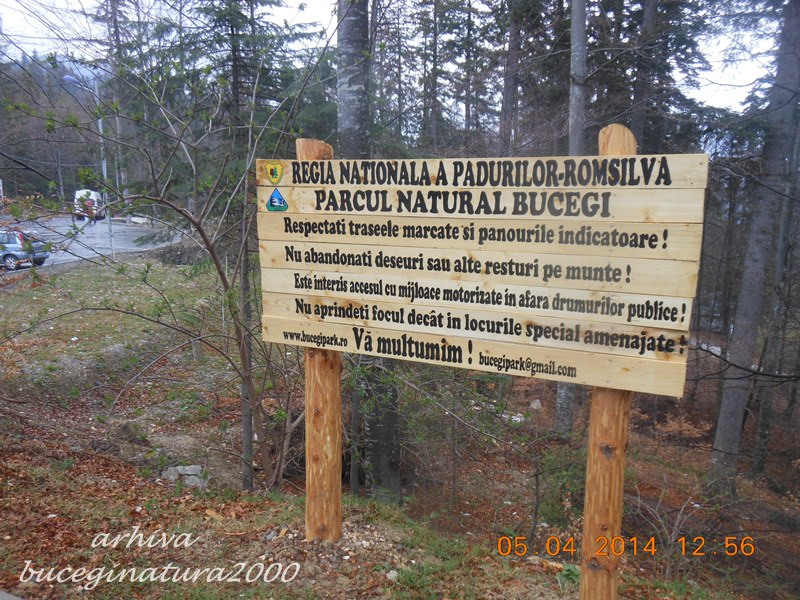 REGIA NATIONALA A PADURILOR-ROMSILVA
PARCUL NATURAL BUCEGI
Respectati traseele marcate si panourile indicatoare !
Nu abandonati deseuri sau alte resturi pe munte !
Este interzis accesul cu mijloace motorizate in afara drumurilor publice !
Nu aprindeti focul decât in locurile special amenajate !
www.bucegipark.ro Vă multumim ! bucegipark@gmail.com
05 04 2014 12 56
arhiva
buceginatura2000